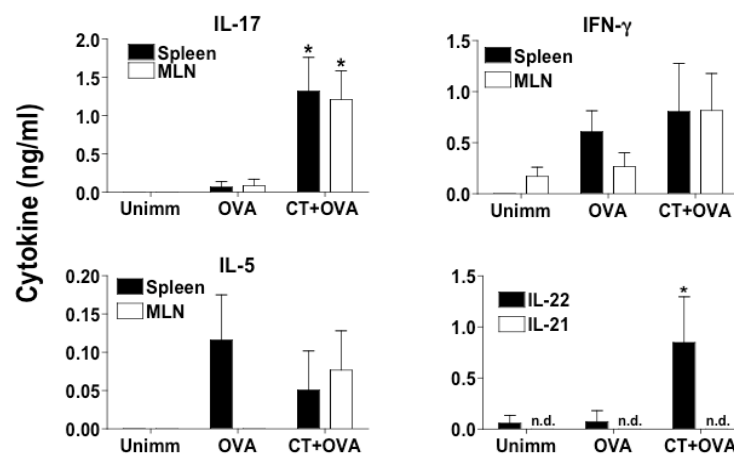 Cytokine (ng/ml)
IL-17
Spleen
MLN
2.0
1.5
1.0
0.5
0.0
* *
Unimm OVA CT+OVA
IFN-γ
Spleen
MLN
1.5
1.0
0.5
0.0
Unimm OVA CT+OVA
IL-5
Spleen
MLN
0.20
0.15
0.10
0.05
0.00
Unimm OVA CT+OVA
IL-22
IL-21
1.5
1.0
0.5
0.0
*
n.d. n.d. n.d.
Unimm OVA CT+OVA